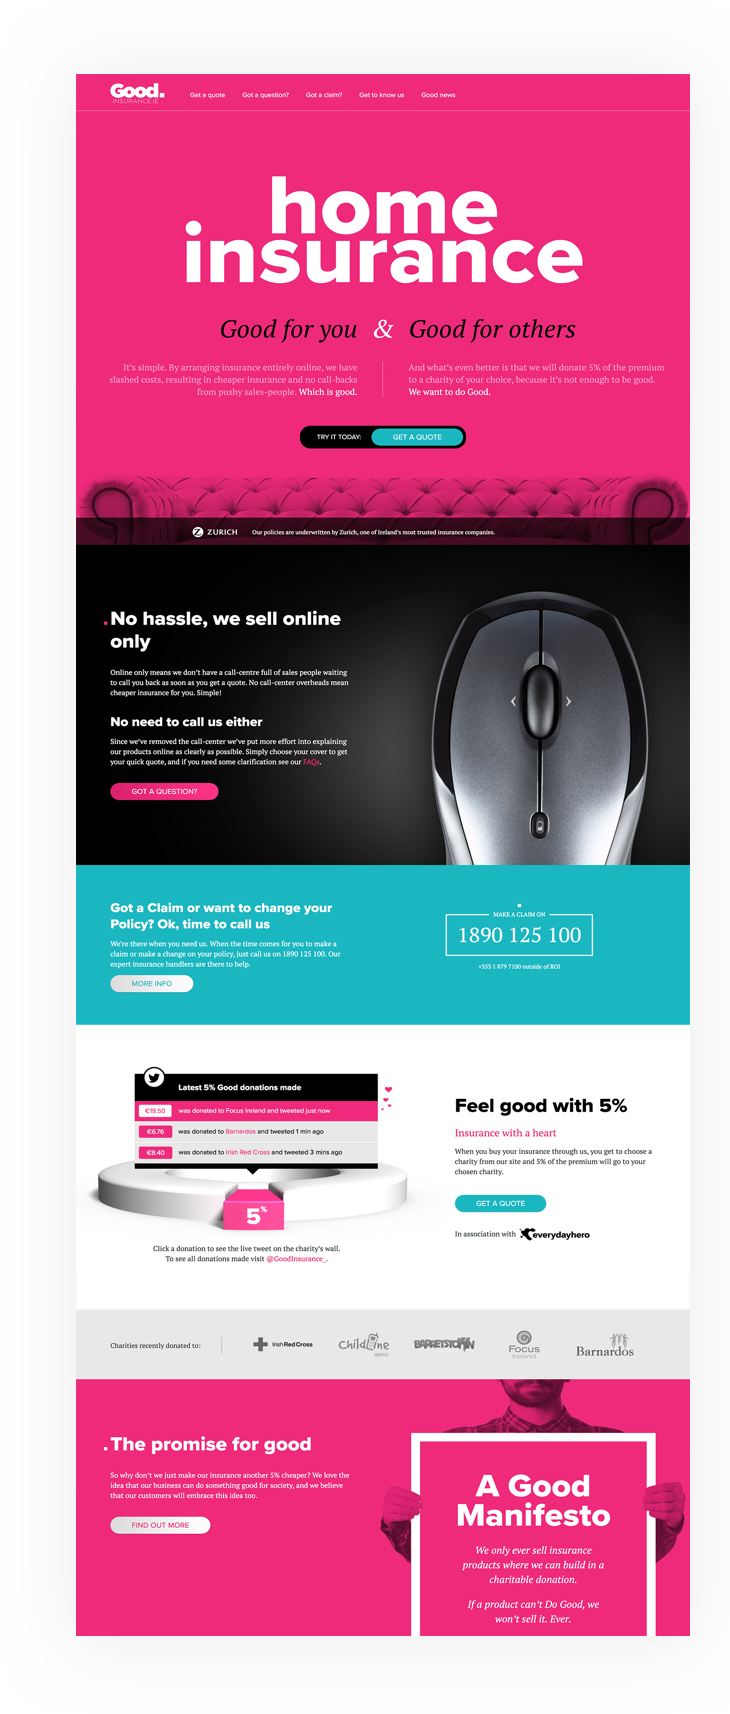 Good.
INSURANCE.IE
Get a quote
Got a question?
Got a claim?
Get to know us
Good news
home
insurance
Good for you & Good for others
It's simple. By arranging insurance entirely online, we have
slashed costs, resulting in cheaper insurance and no call-backs
from pushy sales-people. Which is good.
And what's even better is that we will donate 5% of the premium
to a charity of your choice, because it's not enough to be good.
We want to do Good.
TRY IT TODAY:
GET A QUOTE
ZURICH
Our policies are underwritten by Zurich, one of Ireland's most trusted insurance companies.
.No hassle, we sell online
only
Online only means we don't have a call-centre full of sales people waiting
to call you back as soon as you get a quote. No call-center overheads mean
cheaper insurance for you. Simple!
No need to call us either
Since we've removed the call-center we've put more effort into explaining
our products online as clearly as possible. Simply choose your cover to get
your quick quote, and if you need some clarification see our FAQs.
GOT A QUESTION?
Got a Claim or want to change your
Policy? Ok, time to call us
We're there when you need us. When the time comes for you to make a
claim or make a change on your policy, just call us on 1890 125 100. Our
expert insurance handlers are there to help.
MORE INFO
MAKE A CLAIM ON
1890 125 100
+353 1 879 7100 outside of ROI
Latest 5% Good donations made
€19.50 was donated to Focus Ireland and tweeted just now
€6.76 was donated to Barnardos and tweeted 1 min ago
€8.40 was donated to Irish Red Cross and tweeted 3 mins ago
5%
Click a donation to see the live tweet on the charity's wall.
To see all donations made visit @GoodInsurance_.
Feel good with 5%
Insurance with a heart
When you buy your insurance through us, you get to choose a
charity from our site and 5% of the premium will go to your
chosen charity.
GET A QUOTE
In association with everydayhero
Charities recently donated to:
Irish Red Cross
Childline
ISPCC
BARRETSTOWN
Focus
Ireland
Barnardos
.The promise for good
So why don't we just make our insurance another 5% cheaper? We love the
idea that our business can do something good for society, and we believe
that our customers will embrace this idea too.
FIND OUT MORE
A Good
Manifesto
We only ever sell insurance
products where we can build in a
charitable donation.
If a product can't Do Good, we
won't sell it. Ever.